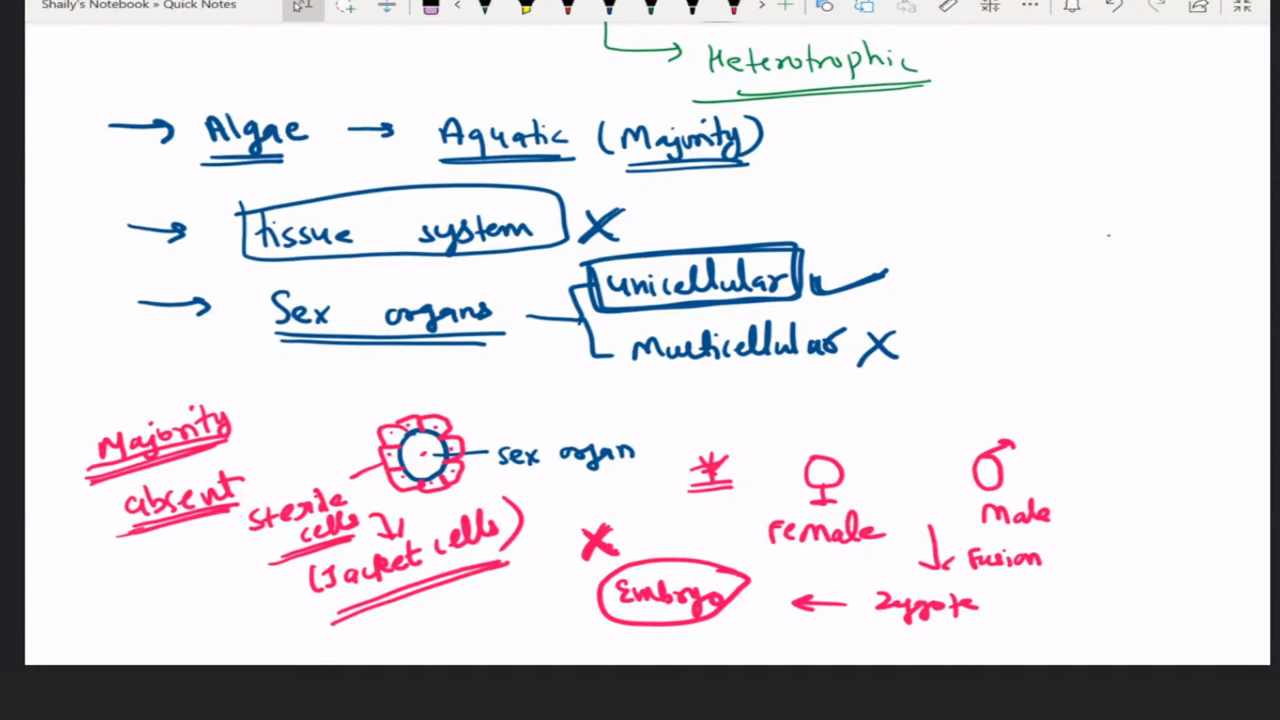 Shaily's Notebook » Quick Notes
Heterotrophic
Algae → Aquatic (Majority)
tissue system X
Sex organs unicellular ✓
Multicellular X
Majority absent
sex organ
Sterile cells
(Jacket cells)
Female
Male
Fusion
X
Embryo ← Zygote